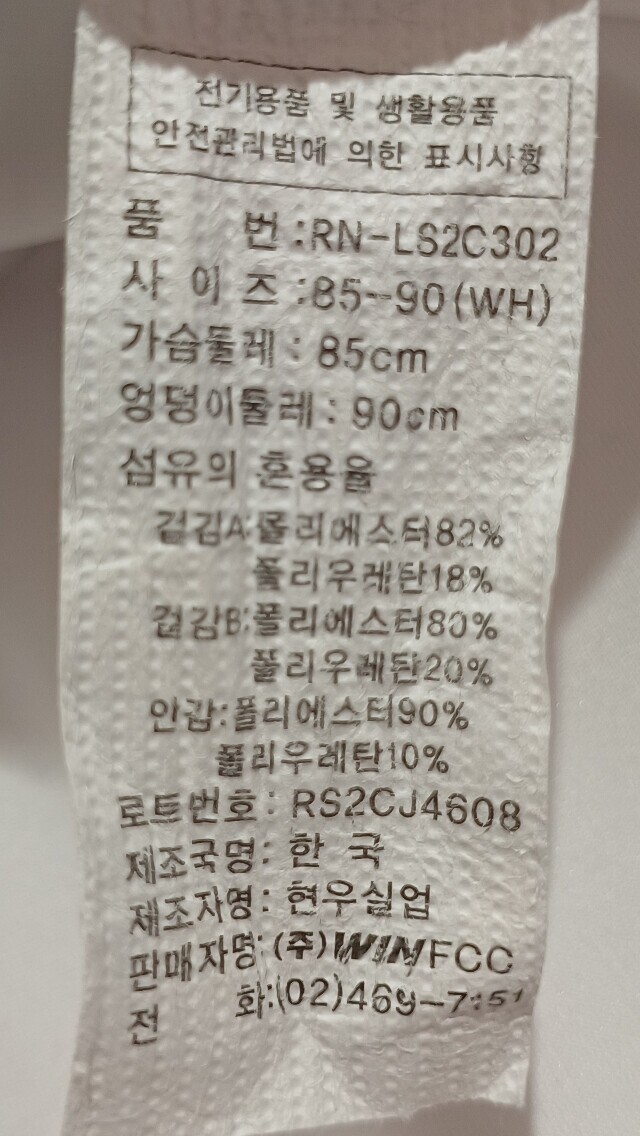 전기용품 및 생활용품
안전관리법에 의한 표시사항
품 번 :RN-LS2C302
사 이 즈 :85-90(WH)
가슴둘레 : 85cm
엉덩이둘레 : 90cm
섬유의 혼용율
겉감A:폴리에스터82%
폴리우레탄18%
겉감B:폴리에스터80%
폴리우레탄20%
안감:폴리에스터90%
폴리우레탄10%
로트번호: RS2CJ4608
제조국명: 한 국
제조자명: 현우실업
판매자명: (주)WINFCC
전 화:(02)469-